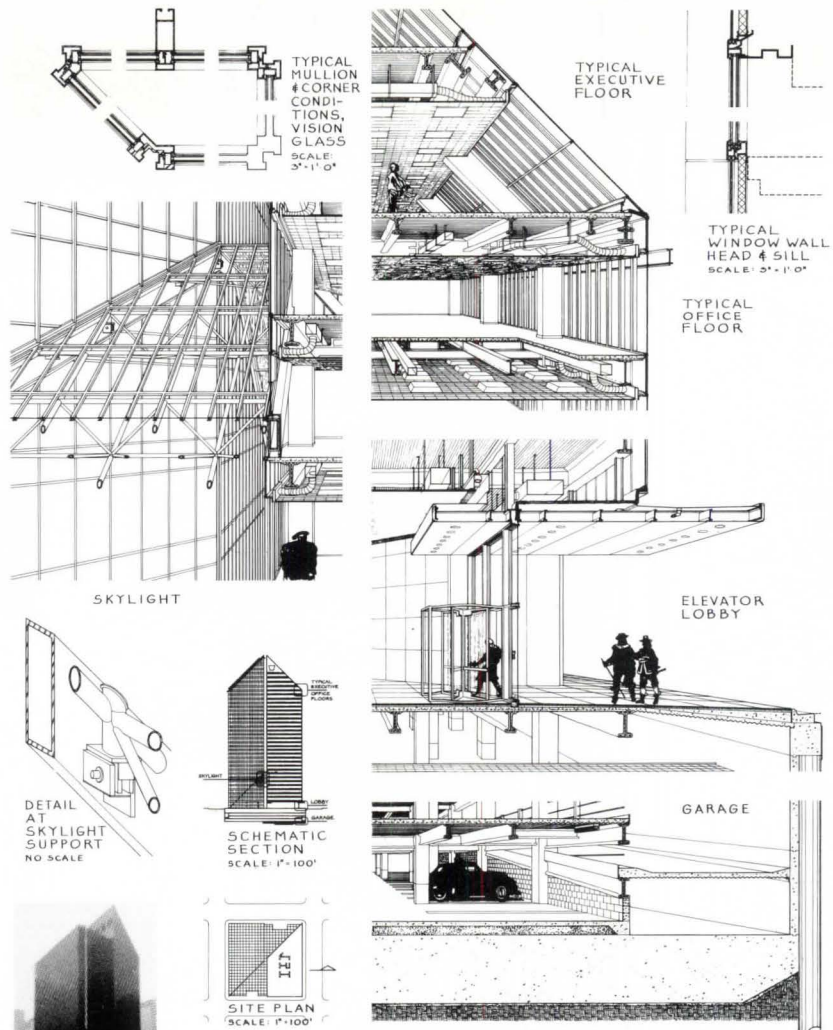 TYPICAL
MULLION
& CORNER
CONDI-
TIONS,
VISION
GLASS
SCALE:
3"-1' 0"
TYPICAL
EXECUTIVE
FLOOR
TYPICAL
WINDOW WALL
HEAD & SILL
SCALE: 3"-1' 0"
TYPICAL
OFFICE
FLOOR
SKYLIGHT
ELEVATOR
LOBBY
DETAIL
AT
SKYLIGHT
SUPPORT
NO SCALE
TYPICAL
EXECUTIVE
OFFICE
FLOORS
SKYLIGHT
LOBBY
GARAGE
SCHEMATIC
SECTION
SCALE: 1"-100'
GARAGE
SITE PLAN
SCALE: 1"-100'